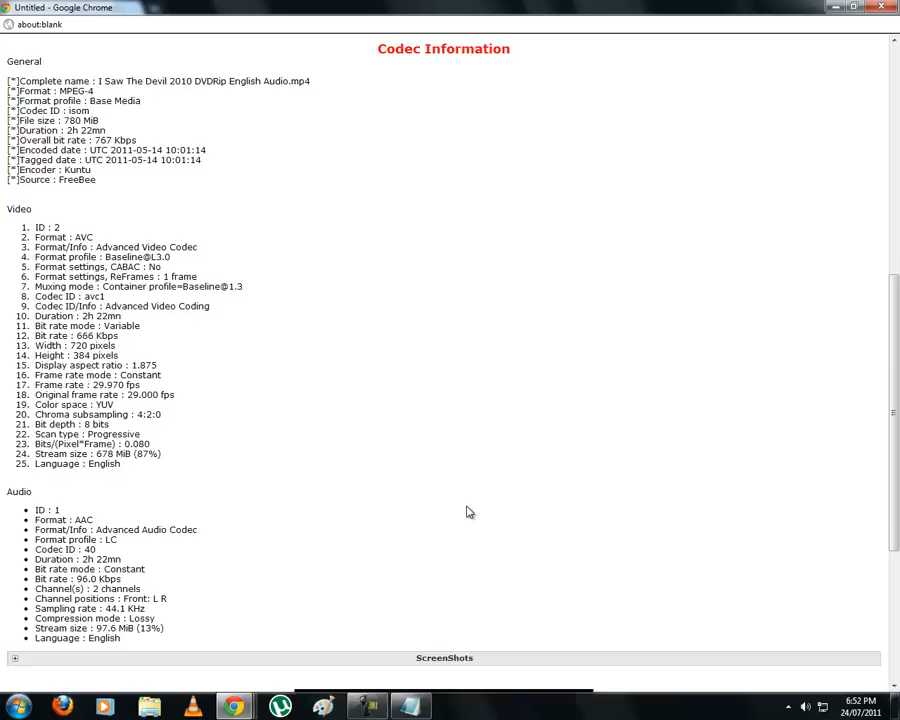 Untitled - Google Chrome
about:blank
Codec Information
General
[*]Complete name : I Saw The Devil 2010 DVDRip English Audio.mp4
[*]Format : MPEG-4
[*]Format profile : Base Media
[*]Codec ID : isom
[*]File size : 780 MiB
[*]Duration : 2h 22mn
[*]Overall bit rate : 767 Kbps
[*]Encoded date : UTC 2011-05-14 10:01:14
[*]Tagged date : UTC 2011-05-14 10:01:14
[*]Encoder : Kuntu
[*]Source : FreeBee
Video
1. ID : 2
2. Format : AVC
3. Format/Info : Advanced Video Codec
4. Format profile : Baseline@L3.0
5. Format settings, CABAC : No
6. Format settings, ReFrames : 1 frame
7. Muxing mode : Container profile=Baseline@1.3
8. Codec ID : avc1
9. Codec ID/Info : Advanced Video Coding
10. Duration : 2h 22mn
11. Bit rate mode : Variable
12. Bit rate : 666 Kbps
13. Width : 720 pixels
14. Height : 384 pixels
15. Display aspect ratio : 1.875
16. Frame rate mode : Constant
17. Frame rate : 29.970 fps
18. Original frame rate : 29.000 fps
19. Color space : YUV
20. Chroma subsampling : 4:2:0
21. Bit depth : 8 bits
22. Scan type : Progressive
23. Bits/(Pixel*Frame) : 0.080
24. Stream size : 678 MiB (87%)
25. Language : English
Audio
• ID : 1
• Format : AAC
• Format/Info : Advanced Audio Codec
• Format profile : LC
• Codec ID : 40
• Duration : 2h 22mn
• Bit rate mode : Constant
• Bit rate : 96.0 Kbps
• Channel(s) : 2 channels
• Channel positions : Front: L R
• Sampling rate : 44.1 KHz
• Compression mode : Lossy
• Stream size : 97.6 MiB (13%)
• Language : English
ScreenShots
6:52 PM
24/07/2011